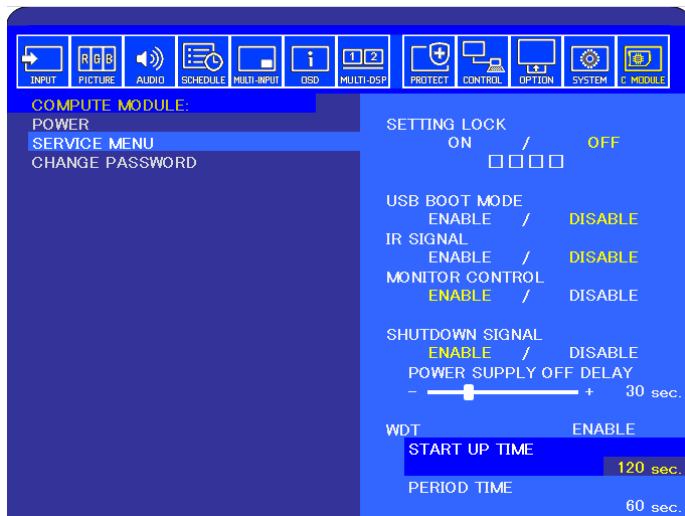 INPUT RGB PICTURE AUDIO SCHEDULE MULTI-INPUT i OSD 1 2 MULTI-DSP PROTECT CONTROL OPTION SYSTEM C MODULE
COMPUTE MODULE:
POWER
SERVICE MENU
CHANGE PASSWORD
SETTING LOCK
ON / OFF
□ □ □ □
USB BOOT MODE
ENABLE / DISABLE
IR SIGNAL
ENABLE / DISABLE
MONITOR CONTROL
ENABLE / DISABLE
SHUTDOWN SIGNAL
ENABLE / DISABLE
POWER SUPPLY OFF DELAY
- + 30 sec.
WDT ENABLE
START UP TIME
120 sec.
PERIOD TIME
60 sec.